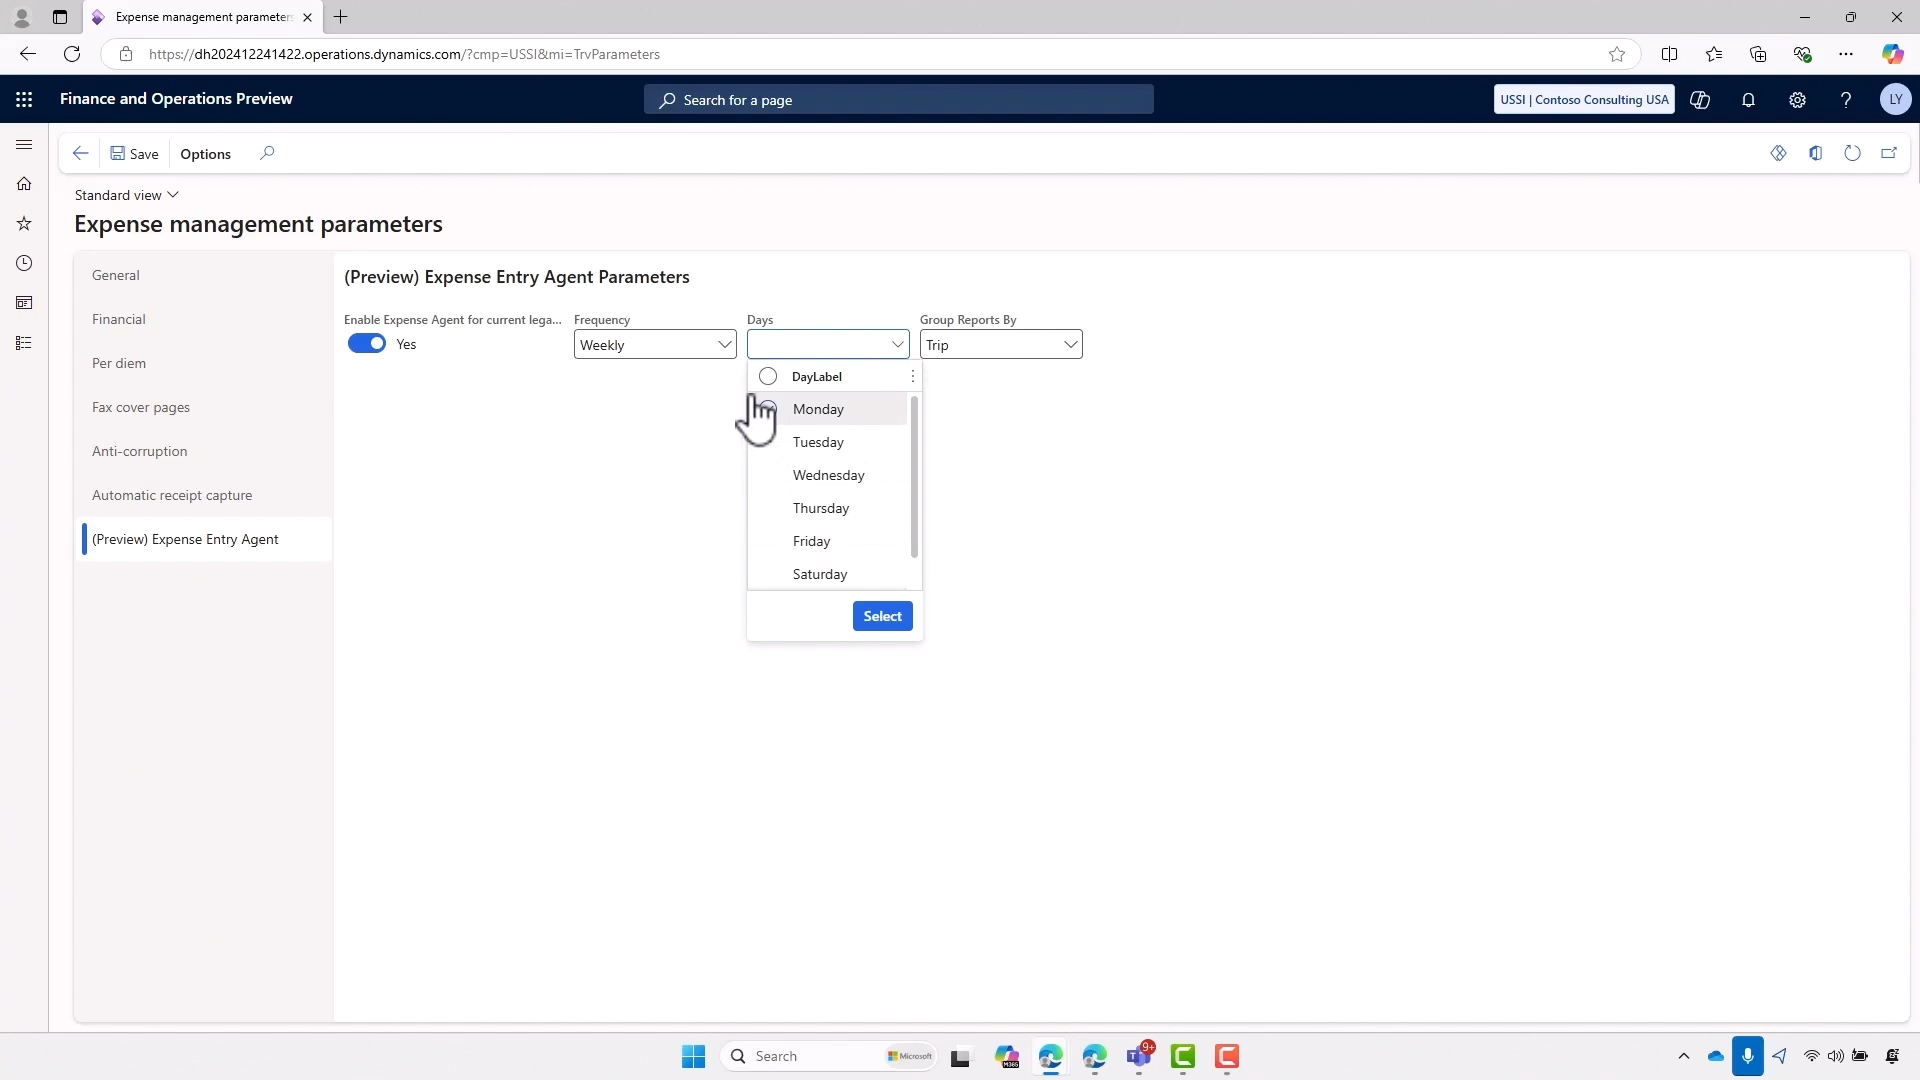 Expense management parameters
https://dh202412241422.operations.dynamics.com/?cmp=USSI&mi=TrvParameters
Finance and Operations Preview
Search for a page
USSI | Contoso Consulting USA
?
LY
Save
Options
Standard view
Expense management parameters
General
Financial
Per diem
Fax cover pages
Anti-corruption
Automatic receipt capture
(Preview) Expense Entry Agent
(Preview) Expense Entry Agent Parameters
Enable Expense Agent for current lega...
Frequency
Days
Group Reports By
Yes
Weekly
Trip
DayLabel
Monday
Tuesday
Wednesday
Thursday
Friday
Saturday
Select
Search
Microsoft
M365
9+